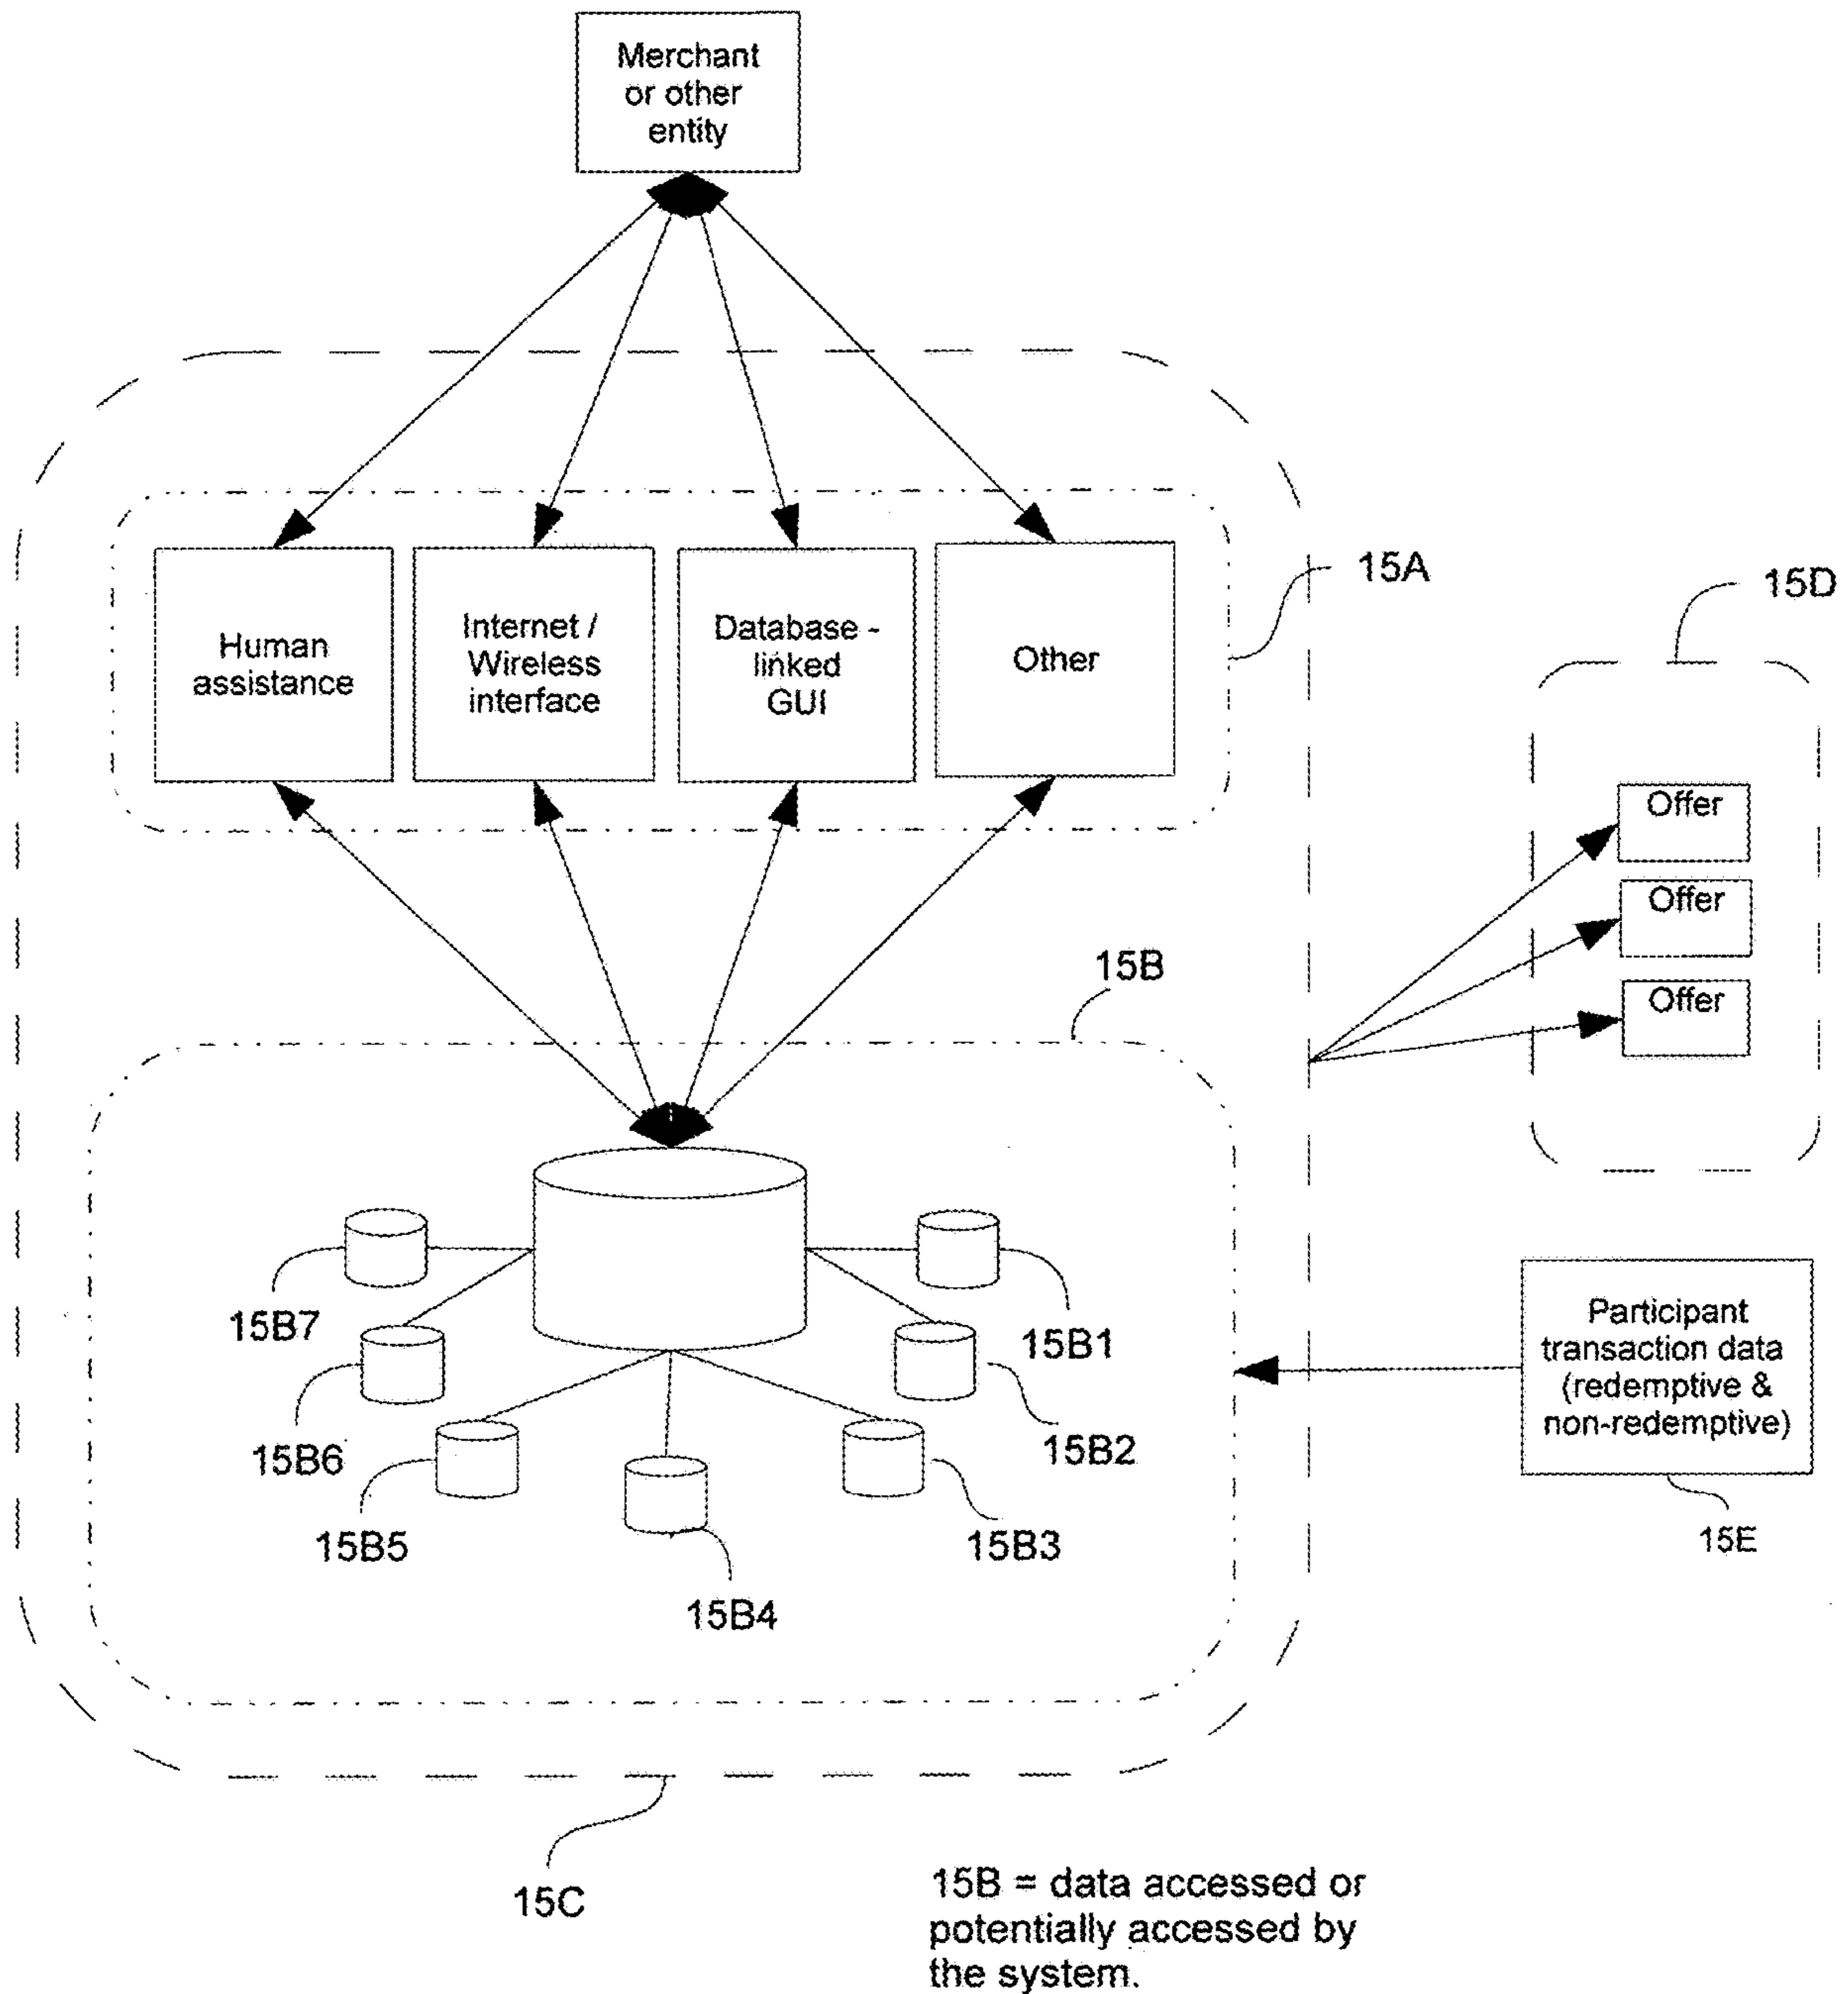 Merchant
or other
entity
15A
15D
Human
assistance
Internet /
Wireless
interface
Database -
linked
GUI
Other
Offer
Offer
Offer
15B
15B7
15B1
15B6
15B2
15B5
15B3
15B4
Participant
transaction data
(redemptive &
non-redemptive)
15E
15C
15B = data accessed or
potentially accessed by
the system.